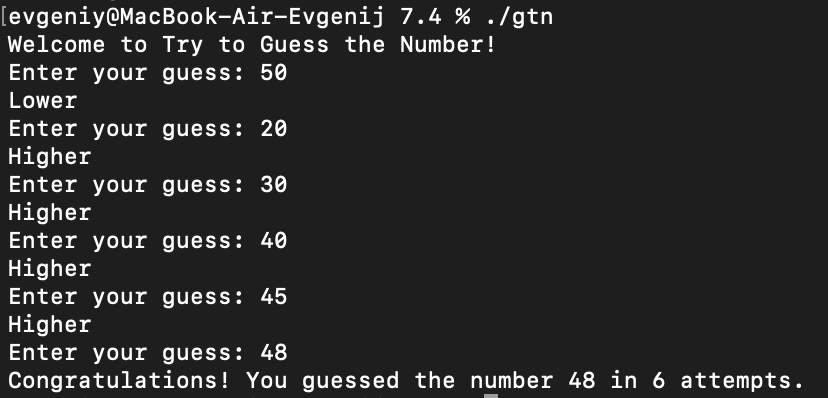 [evgeniy@MacBook-Air-Evgenij 7.4 % ./gtn
Welcome to Try to Guess the Number!
Enter your guess: 50
Lower
Enter your guess: 20
Higher
Enter your guess: 30
Higher
Enter your guess: 40
Higher
Enter your guess: 45
Higher
Enter your guess: 48
Congratulations! You guessed the number 48 in 6 attempts.